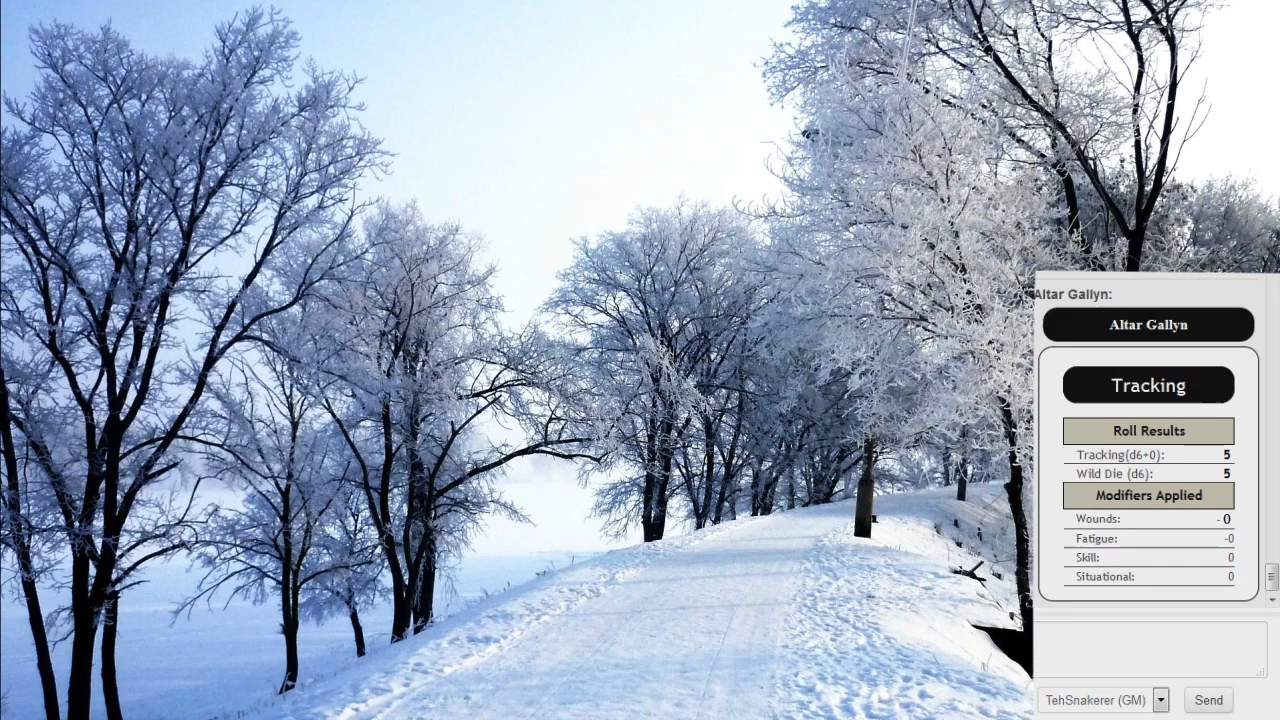 Altar Gallyn:
Altar Gallyn
Tracking
Roll Results
Tracking(d6+0): 5
Wild Die (d6): 5
Modifiers Applied
Wounds: - 0
Fatigue: -0
Skill: 0
Situational: 0
TehSnakerer (GM) Send